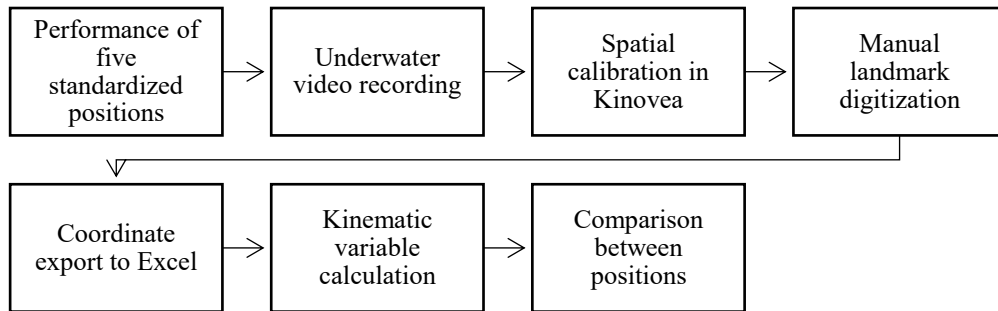 Performance of
five
standardized
positions
Underwater
video recording
Spatial
calibration in
Kinovea
Manual
landmark
digitization
Coordinate
export to Excel
Kinematic
variable
calculation
Comparison
between
positions